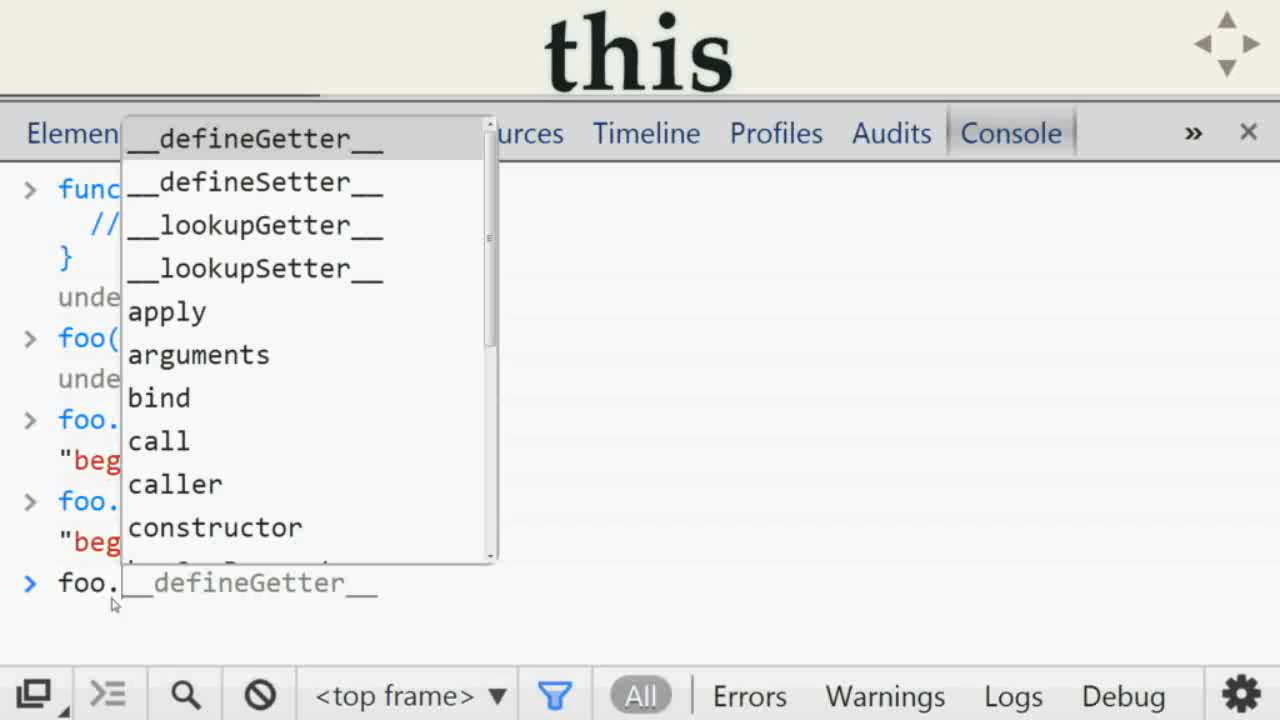 this
Elemen urces Timeline Profiles Audits Console » ×
> func
//
}
unde
> foo(
unde
> foo.
"beg
> foo.
"beg
> foo.__defineGetter__
__defineGetter__
__defineSetter__
__lookupGetter__
__lookupSetter__
apply
arguments
bind
call
caller
constructor
<top frame> ▼ All Errors Warnings Logs Debug